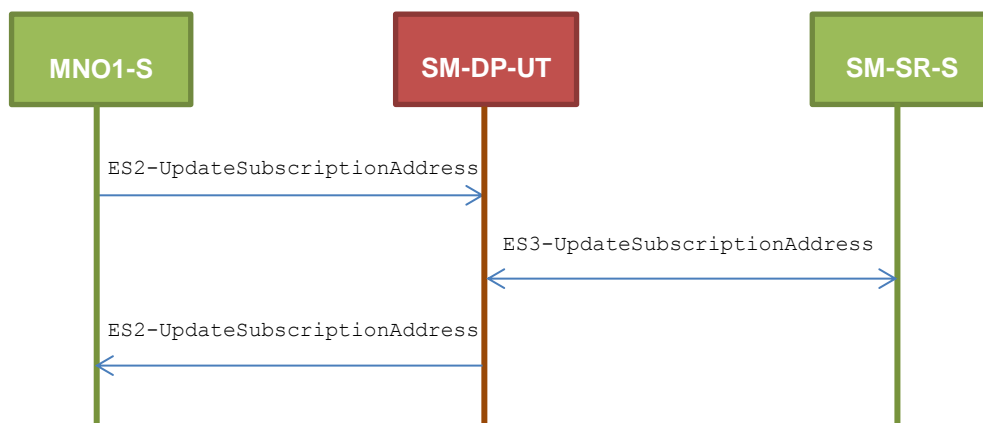 MNO1-S
SM-DP-UT
SM-SR-S
ES2-UpdateSubscriptionAddress
ES3-UpdateSubscriptionAddress
ES2-UpdateSubscriptionAddress